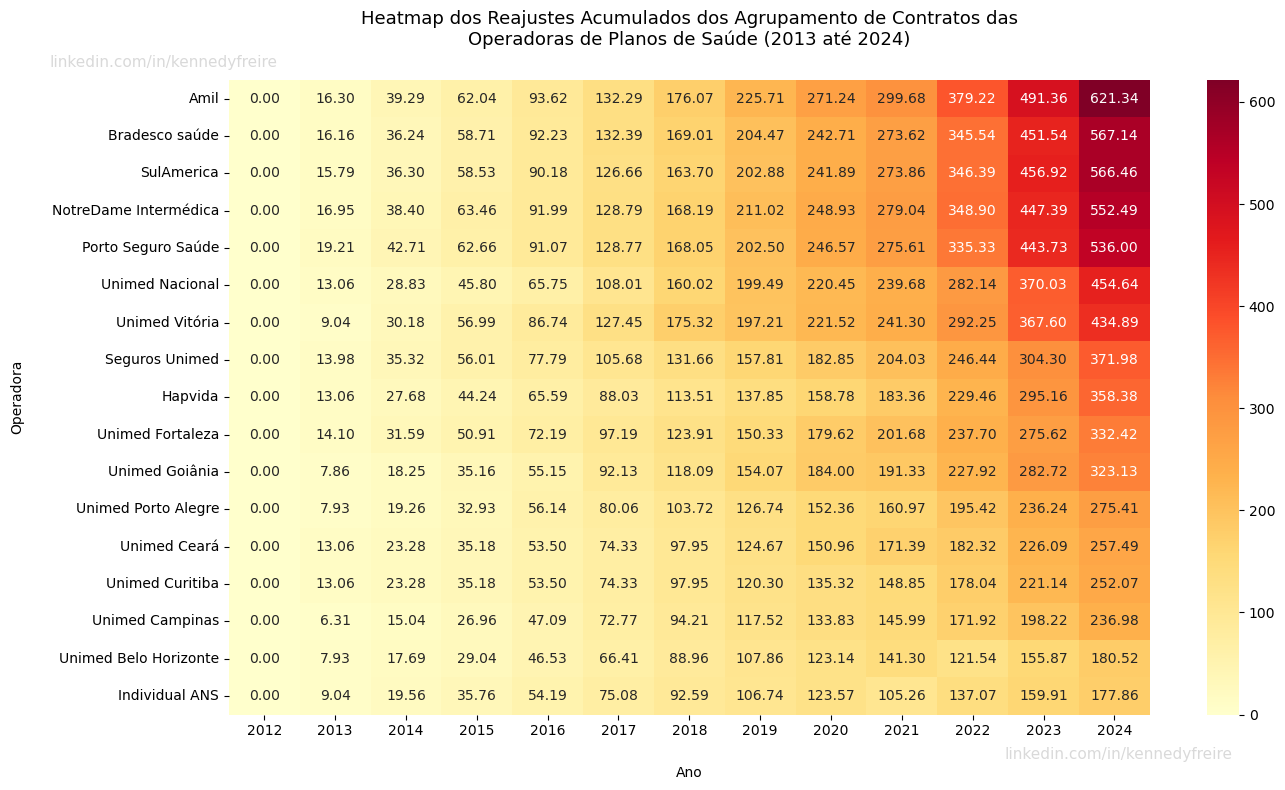 Heatmap dos Reajustes Acumulados dos Agrupamento de Contratos das
Operadoras de Planos de Saúde (2013 até 2024)
linkedin.com/in/kennedyfreire
Operadora
Amil 0.00 16.30 39.29 62.04 93.62 132.29 176.07 225.71 271.24 299.68 379.22 491.36 621.34
Bradesco saúde 0.00 16.16 36.24 58.71 92.23 132.39 169.01 204.47 242.71 273.62 345.54 451.54 567.14
SulAmerica 0.00 15.79 36.30 58.53 90.18 126.66 163.70 202.88 241.89 273.86 346.39 456.92 566.46
NotreDame Intermédica 0.00 16.95 38.40 63.46 91.99 128.79 168.19 211.02 248.93 279.04 348.90 447.39 552.49
Porto Seguro Saúde 0.00 19.21 42.71 62.66 91.07 128.77 168.05 202.50 246.57 275.61 335.33 443.73 536.00
Unimed Nacional 0.00 13.06 28.83 45.80 65.75 108.01 160.02 199.49 220.45 239.68 282.14 370.03 454.64
Unimed Vitória 0.00 9.04 30.18 56.99 86.74 127.45 175.32 197.21 221.52 241.30 292.25 367.60 434.89
Seguros Unimed 0.00 13.98 35.32 56.01 77.79 105.68 131.66 157.81 182.85 204.03 246.44 304.30 371.98
Hapvida 0.00 13.06 27.68 44.24 65.59 88.03 113.51 137.85 158.78 183.36 229.46 295.16 358.38
Unimed Fortaleza 0.00 14.10 31.59 50.91 72.19 97.19 123.91 150.33 179.62 201.68 237.70 275.62 332.42
Unimed Goiânia 0.00 7.86 18.25 35.16 55.15 92.13 118.09 154.07 184.00 191.33 227.92 282.72 323.13
Unimed Porto Alegre 0.00 7.93 19.26 32.93 56.14 80.06 103.72 126.74 152.36 160.97 195.42 236.24 275.41
Unimed Ceará 0.00 13.06 23.28 35.18 53.50 74.33 97.95 124.67 150.96 171.39 182.32 226.09 257.49
Unimed Curitiba 0.00 13.06 23.28 35.18 53.50 74.33 97.95 120.30 135.32 148.85 178.04 221.14 252.07
Unimed Campinas 0.00 6.31 15.04 26.96 47.09 72.77 94.21 117.52 133.83 145.99 171.92 198.22 236.98
Unimed Belo Horizonte 0.00 7.93 17.69 29.04 46.53 66.41 88.96 107.86 123.14 141.30 121.54 155.87 180.52
Individual ANS 0.00 9.04 19.56 35.76 54.19 75.08 92.59 106.74 123.57 105.26 137.07 159.91 177.86
2012 2013 2014 2015 2016 2017 2018 2019 2020 2021 2022 2023 2024
Ano
600
500
400
300
200
100
0
linkedin.com/in/kennedyfreire